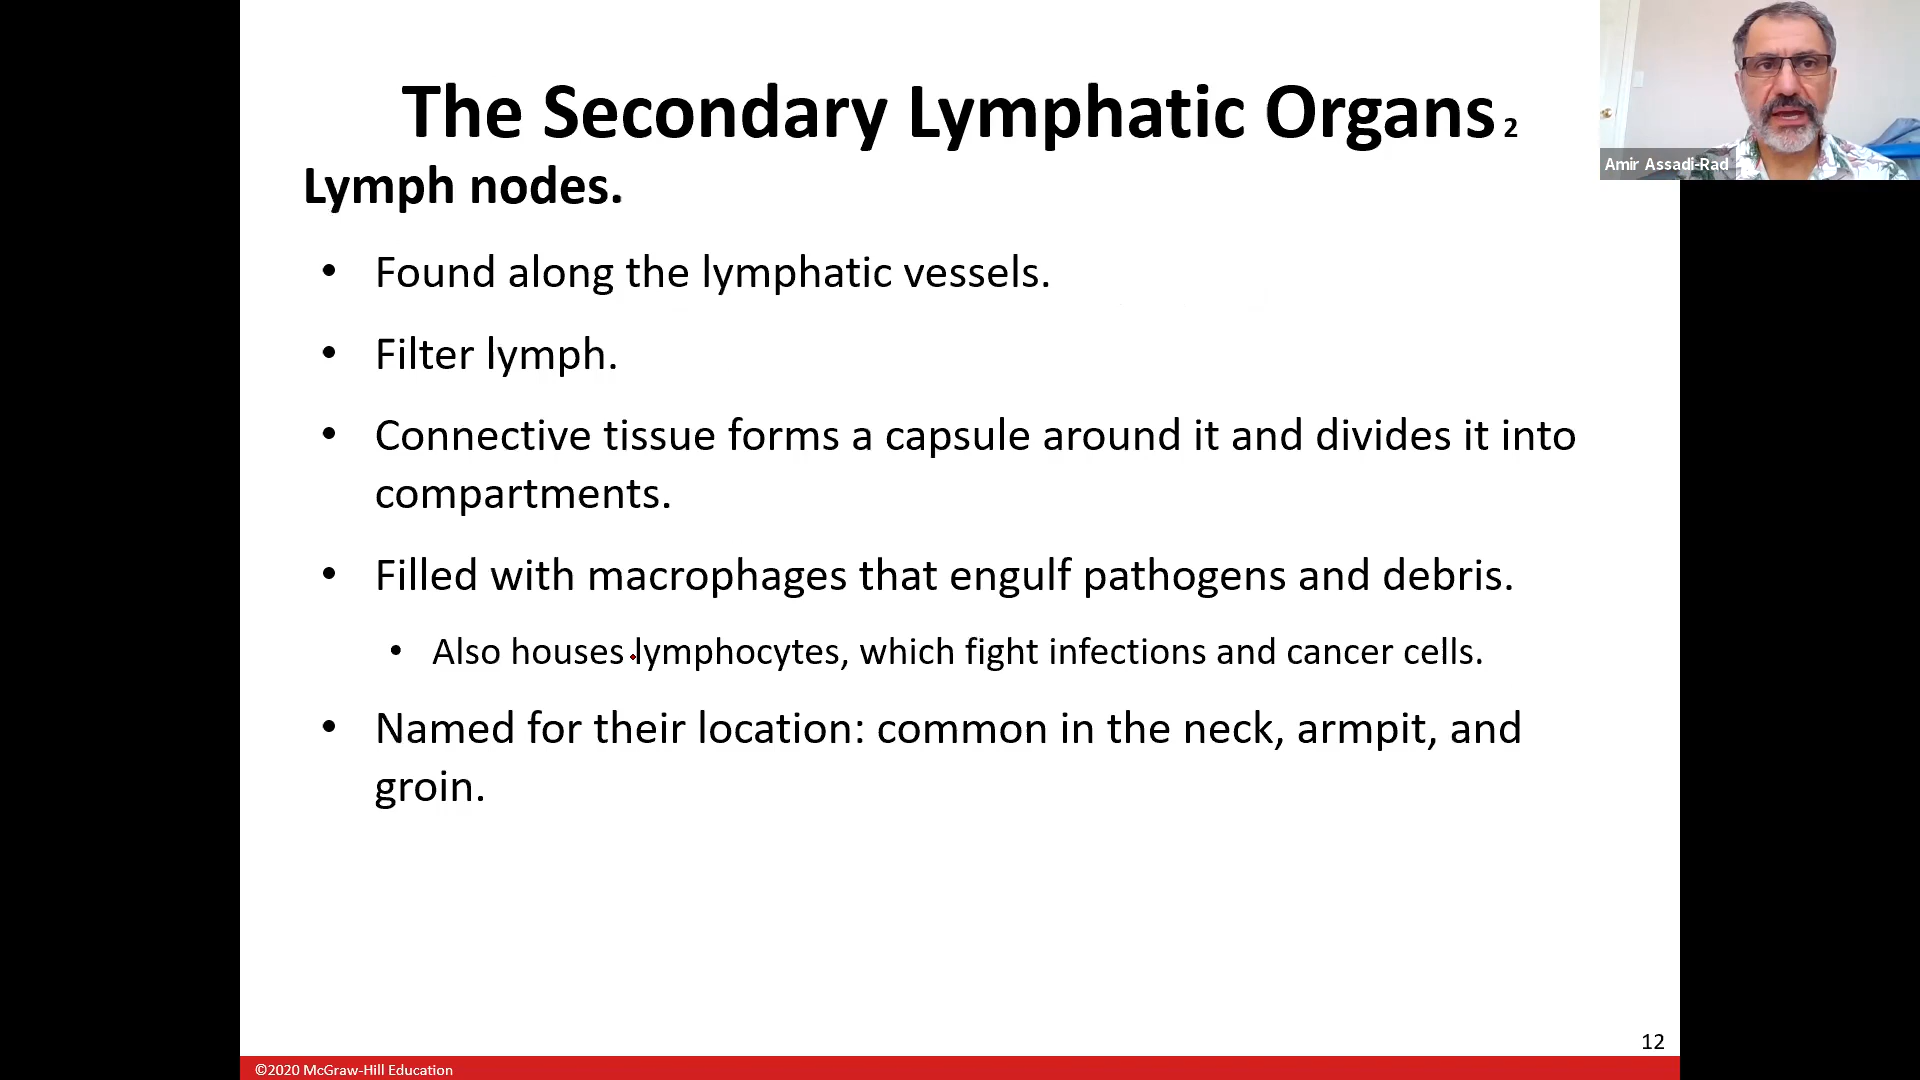 The Secondary Lymphatic Organs 2
Amir Assadi-Rad
Lymph nodes.
• Found along the lymphatic vessels.
• Filter lymph.
• Connective tissue forms a capsule around it and divides it into
compartments.
• Filled with macrophages that engulf pathogens and debris.
• Also houses lymphocytes, which fight infections and cancer cells.
• Named for their location: common in the neck, armpit, and
groin.
12
©2020 McGraw-Hill Education